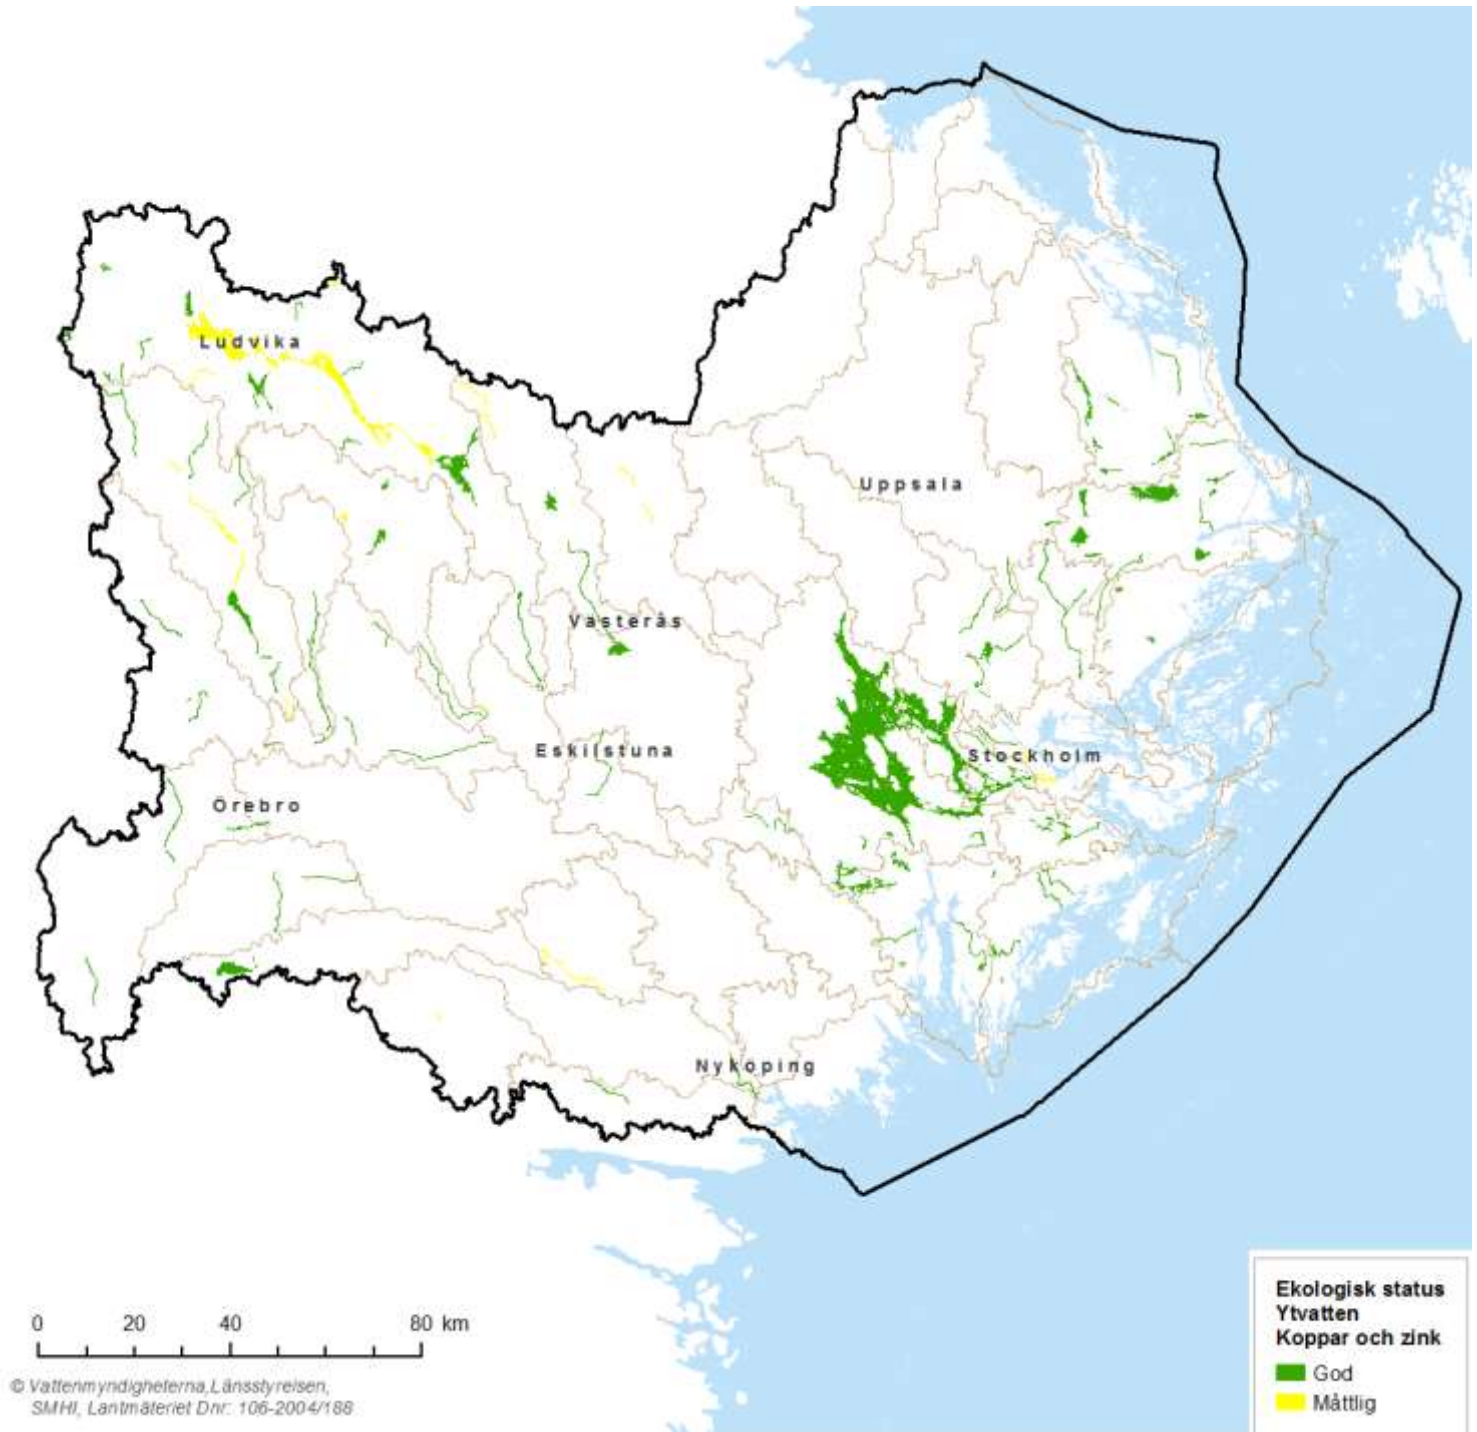 Ludvika
Uppsala
Västerås
Eskilstuna
Stockholm
Örebro
Nyköping
0 20 40 80 km
© Vattenmyndigheterna,Länsstyrelsen,
SMHI, Lantmäteriet Dnr: 106-2004/188
Ekologisk status
Ytvatten
Koppar och zink
God
Måttlig